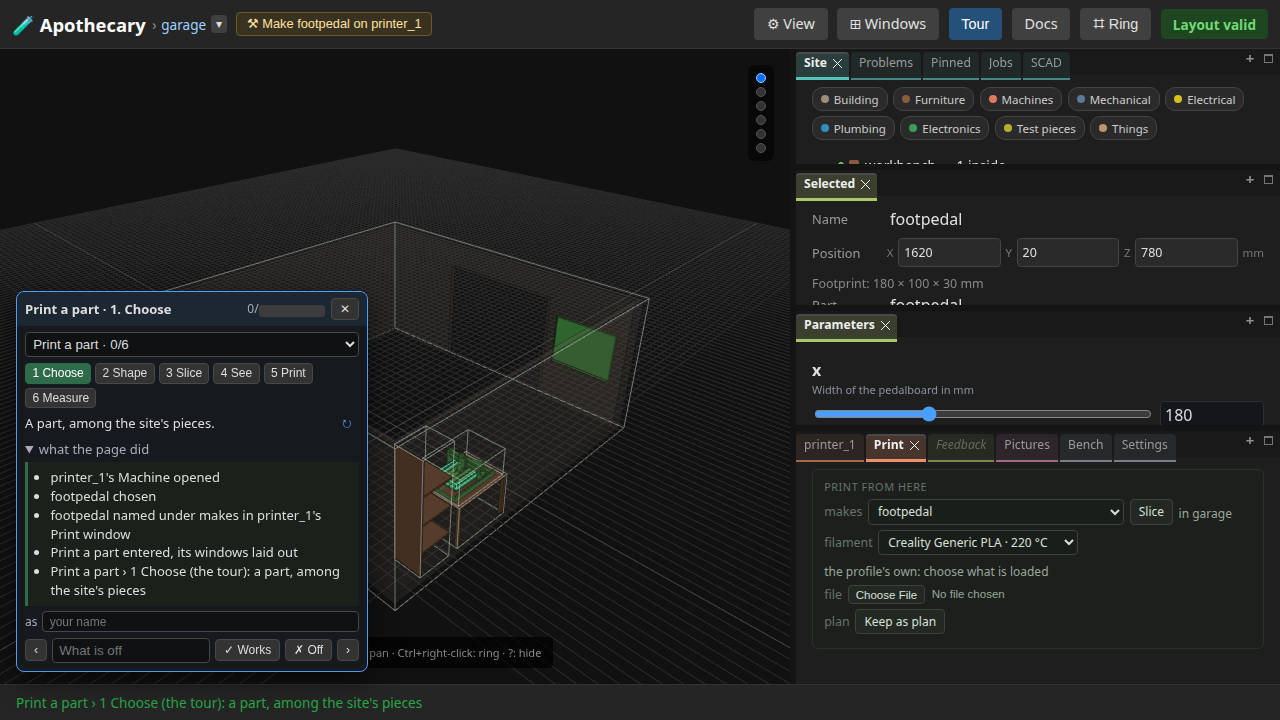 🧪 Apothecary › garage ▾ ⚒ Make footpedal on printer_1 ⚙ View ⊞ Windows Tour Docs ⌗ Ring Layout valid
Site Problems Pinned Jobs SCAD
Building Furniture Machines Mechanical Electrical
Plumbing Electronics Test pieces Things
workbench — 1 inside
Selected
Name footpedal
Position X 1620 Y 20 Z 780 mm
Footprint: 180 × 100 × 30 mm
Part footpedal
Parameters
x
Width of the pedalboard in mm
180
printer_1 Print Feedback Pictures Bench Settings
PRINT FROM HERE
makes footpedal Slice in garage
filament Creality Generic PLA · 220 °C
the profile's own: choose what is loaded
file Choose File No file chosen
plan Keep as plan
Print a part · 1. Choose 0/ ✕
Print a part · 0/6
1 Choose 2 Shape 3 Slice 4 See 5 Print
6 Measure
A part, among the site's pieces. ↻
▼ what the page did
• printer_1's Machine opened
• footpedal chosen
• footpedal named under makes in printer_1's
Print window
• Print a part entered, its windows laid out
• Print a part › 1 Choose (the tour): a part, among
the site's pieces
as your name
‹ What is off ✓ Works ✗ Off ›
pan · Ctrl+right-click: ring · ?: hide
Print a part › 1 Choose (the tour): a part, among the site's pieces